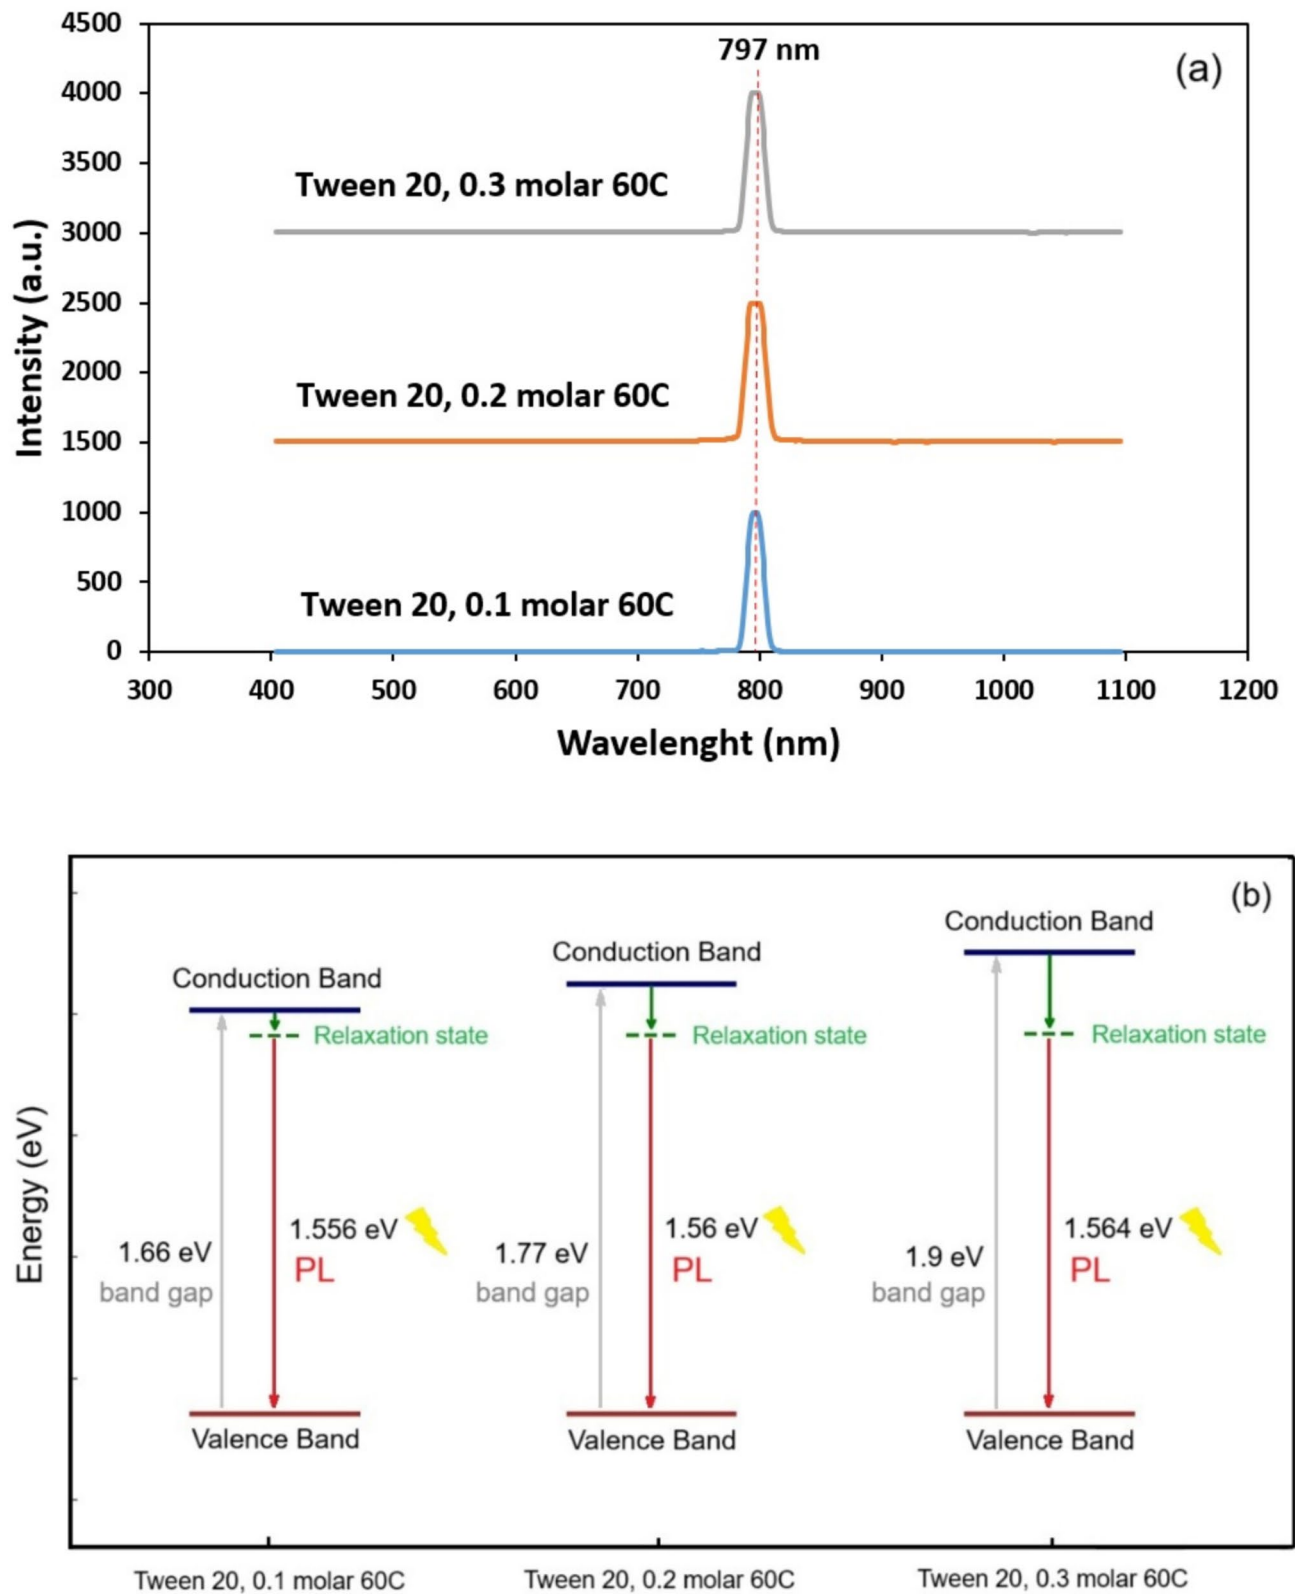 4500
797 nm
(a)
4000
3500
Tween 20, 0.3 molar 60C
3000
2500
Intensity (a.u.)
2000
Tween 20, 0.2 molar 60C
1500
1000
500
Tween 20, 0.1 molar 60C
0
300 400 500 600 700 800 900 1000 1100 1200
Wavelenght (nm)
(b)
Conduction Band
Conduction Band
Conduction Band
Relaxation state
Relaxation state
Relaxation state
Energy (eV)
1.66 eV
band gap
1.556 eV
PL
1.77 eV
band gap
1.56 eV
PL
1.9 eV
band gap
1.564 eV
PL
Valence Band
Valence Band
Valence Band
Tween 20, 0.1 molar 60C
Tween 20, 0.2 molar 60C
Tween 20, 0.3 molar 60C